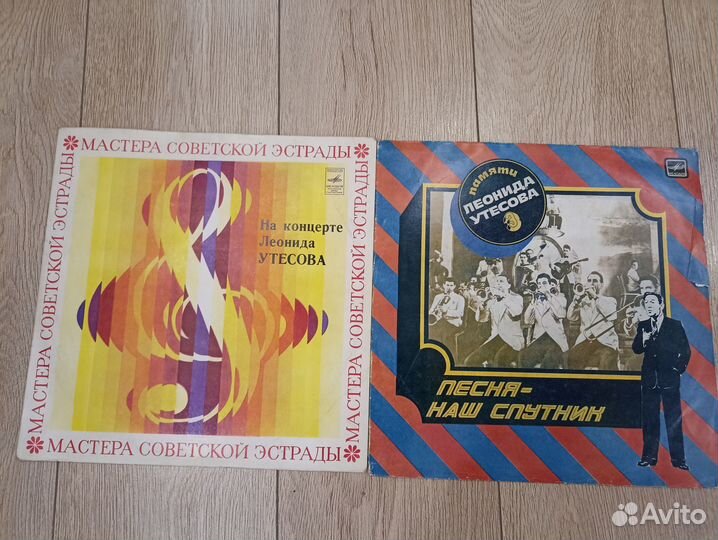 МАСТЕРА СОВЕТСКОЙ ЭСТРАДЫ
МАСТЕРА СОВЕТСКОЙ ЭСТРАДЫ
На концерте
Леонида
УТЕСОВА
МАСТЕРА СОВЕТСКОЙ ЭСТРАДЫ
МАСТЕРА СОВЕТСКОЙ ЭСТРАДЫ
памяти
ЛЕОНИДА
УТЕСОВА
3
ПЕСНЯ-
НАШ СПУТНИК
Avito